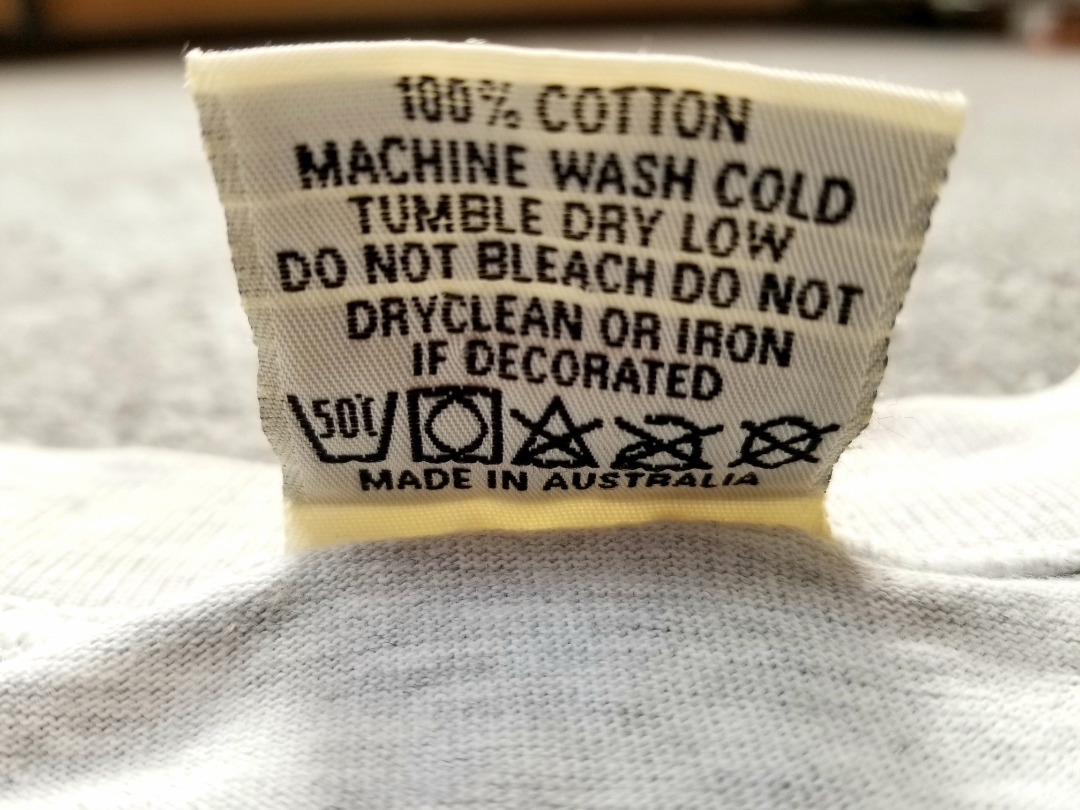 100% COTTON
MACHINE WASH COLD
TUMBLE DRY LOW
DO NOT BLEACH DO NOT
DRYCLEAN OR IRON
IF DECORATED
50°C
MADE IN AUSTRALIA